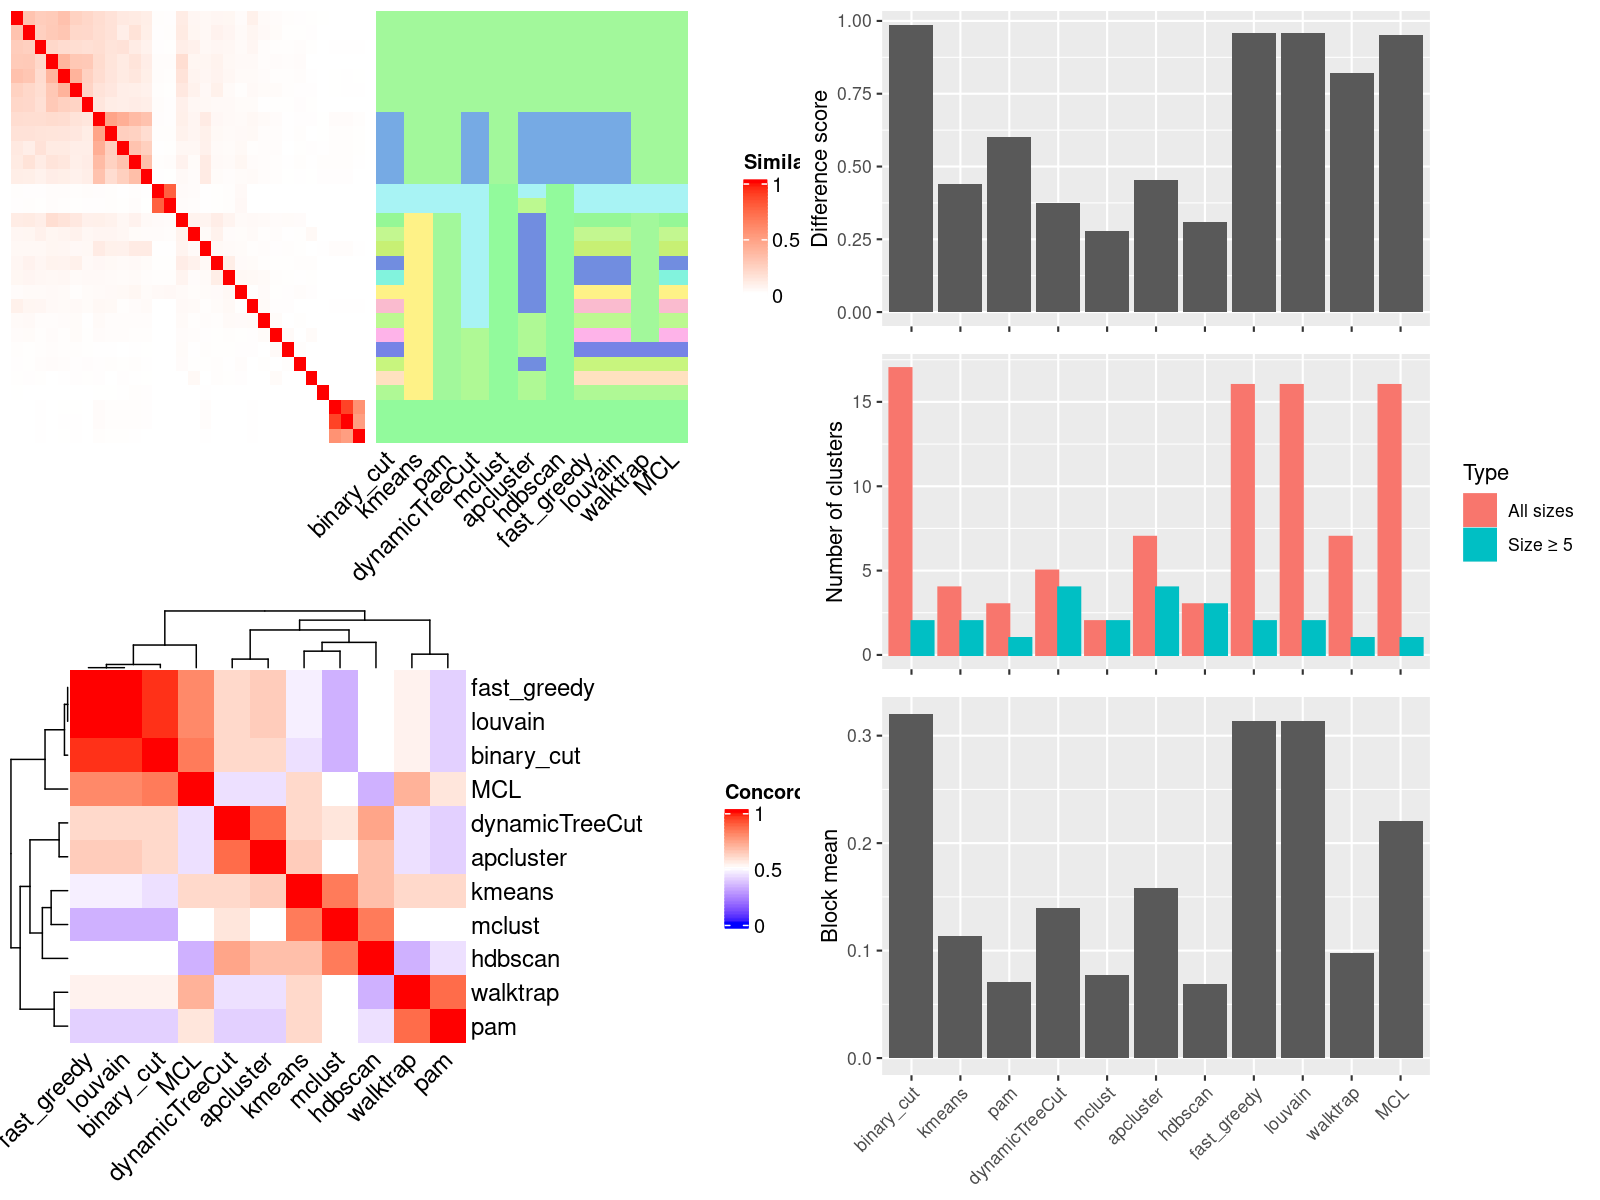 Simila
1
0.5
0
binary_cut
kmeans
pam
dynamicTreeCut
mclust
apcluster
hdbscan
fast_greedy
louvain
walktrap
MCL
fast_greedy
louvain
binary_cut
MCL
dynamicTreeCut
apcluster
kmeans
mclust
hdbscan
walktrap
pam
Concord
1
0.5
0
fast_greedy
louvain
binary_cut
MCL
dynamicTreeCut
apcluster
kmeans
mclust
hdbscan
walktrap
pam
Difference score
1.00
0.75
0.50
0.25
0.00
Number of clusters
15
10
5
0
Type
All sizes
Size ≥ 5
Block mean
0.3
0.2
0.1
0.0
binary_cut
kmeans
pam
dynamicTreeCut
mclust
apcluster
hdbscan
fast_greedy
louvain
walktrap
MCL